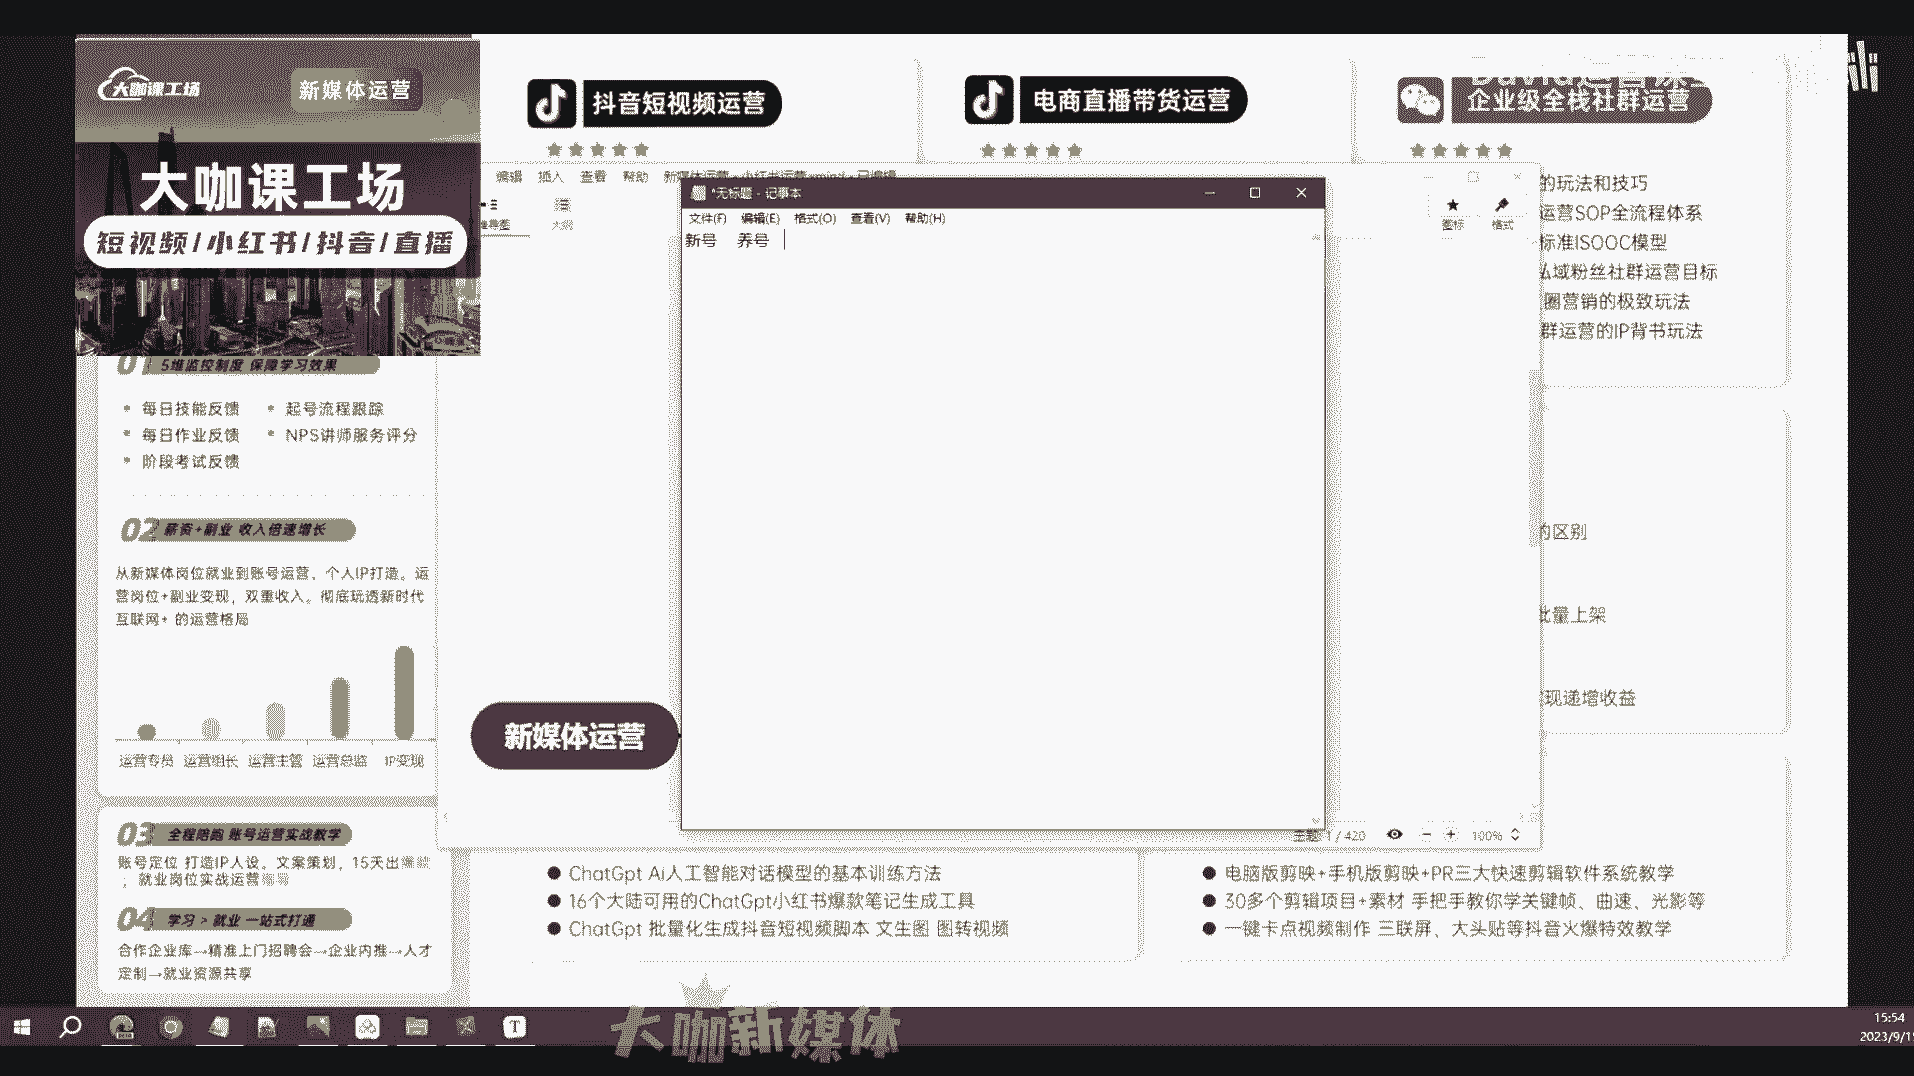 大咖课工场
新媒体运营
大咖课工场
短视频/小红书/抖音/直播
抖音短视频运营
电商直播带货运营
企业级全栈社群运营
编辑 插入 查看 帮助
大纲
图标 格式
*无标题 - 记事本
文件(F) 编辑(E) 格式(O) 查看(V) 帮助(H)
新号 养号
的玩法和技巧
运营SOP全流程体系
标准ISOOC模型
私域粉丝社群运营目标
圈营销的极致玩法
群运营的IP背书玩法
的区别
批量上架
现递增收益
01 5维监控制度 保障学习效果
每日技能反馈
起号流程跟踪
每日作业反馈
NPS讲师服务评分
阶段考试反馈
02 薪资+副业 收入倍速增长
从新媒体岗位就业到账号运营、个人IP打造。运
营岗位+副业变现，双重收入。彻底玩透新时代
互联网+ 的运营格局
运营专员 运营组长 运营主管 运营总监 IP变现
03 全程陪跑 账号运营实战教学
账号定位 打造IP人设、文案策划，15天出
；就业岗位实战运营
04 学习 > 就业 一站式打通
合作企业库→精准上门招聘会→企业内推→人才
定制→就业资源共享
新媒体运营
主题: 1 / 420
100%
ChatGpt Ai人工智能对话模型的基本训练方法
16个大陆可用的ChatGpt小红书爆款笔记生成工具
ChatGpt 批量化生成抖音短视频脚本 文生图 图转视频
电脑版剪映+手机版剪映+PR三大快速剪辑软件系统教学
30多个剪辑项目+素材 手把手教你学关键帧、曲速、光影等
一键卡点视频制作 三联屏、大头贴等抖音火爆特效教学
大咖新媒体
15:54
2023/9/1